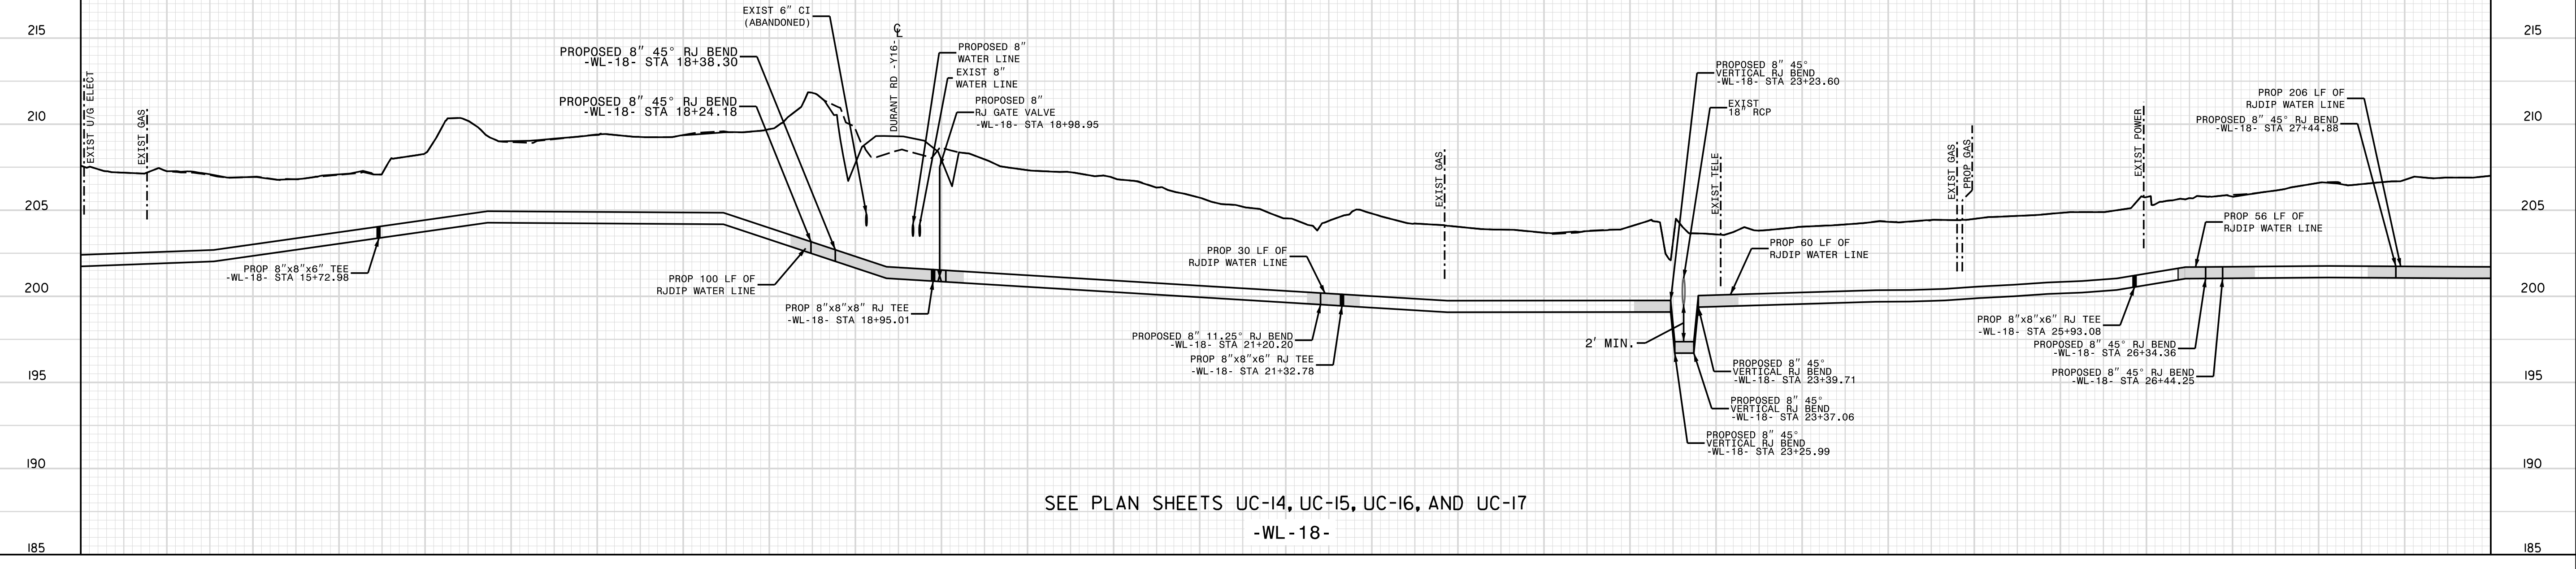 215
210
205
200
195
190
185
EXIST U/G ELECT
EXIST GAS
PROP 8"x8"x6" TEE
-WL-18- STA 15+72.98
PROPOSED 8" 45° RJ BEND
-WL-18- STA 18+38.30
PROPOSED 8" 45° RJ BEND
-WL-18- STA 18+24.18
EXIST 6" CI
(ABANDONED)
DURANT RD -Y16-
CL
PROPOSED 8"
WATER LINE
EXIST 8"
WATER LINE
PROPOSED 8"
RJ GATE VALVE
-WL-18- STA 18+98.95
PROP 100 LF OF
RJDIP WATER LINE
PROP 8"x8"x8" RJ TEE
-WL-18- STA 18+95.01
PROP 30 LF OF
RJDIP WATER LINE
PROPOSED 8" 11.25° RJ BEND
-WL-18- STA 21+20.20
PROP 8"x8"x6" RJ TEE
-WL-18- STA 21+32.78
EXIST GAS
2' MIN.
PROPOSED 8" 45°
VERTICAL RJ BEND
-WL-18- STA 23+23.60
EXIST
18" RCP
EXIST TELE
PROP 60 LF OF
RJDIP WATER LINE
PROPOSED 8" 45°
VERTICAL RJ BEND
-WL-18- STA 23+39.71
PROPOSED 8" 45°
VERTICAL RJ BEND
-WL-18- STA 23+37.06
PROPOSED 8" 45°
VERTICAL RJ BEND
-WL-18- STA 23+25.99
EXIST GAS
PROP GAS
EXIST POWER
PROP 8"x8"x6" RJ TEE
-WL-18- STA 25+93.08
PROPOSED 8" 45° RJ BEND
-WL-18- STA 26+34.36
PROPOSED 8" 45° RJ BEND
-WL-18- STA 26+44.25
PROP 56 LF OF
RJDIP WATER LINE
PROP 206 LF OF
RJDIP WATER LINE
PROPOSED 8" 45° RJ BEND
-WL-18- STA 27+44.88
215
210
205
200
195
190
185
SEE PLAN SHEETS UC-14, UC-15, UC-16, AND UC-17
-WL-18-